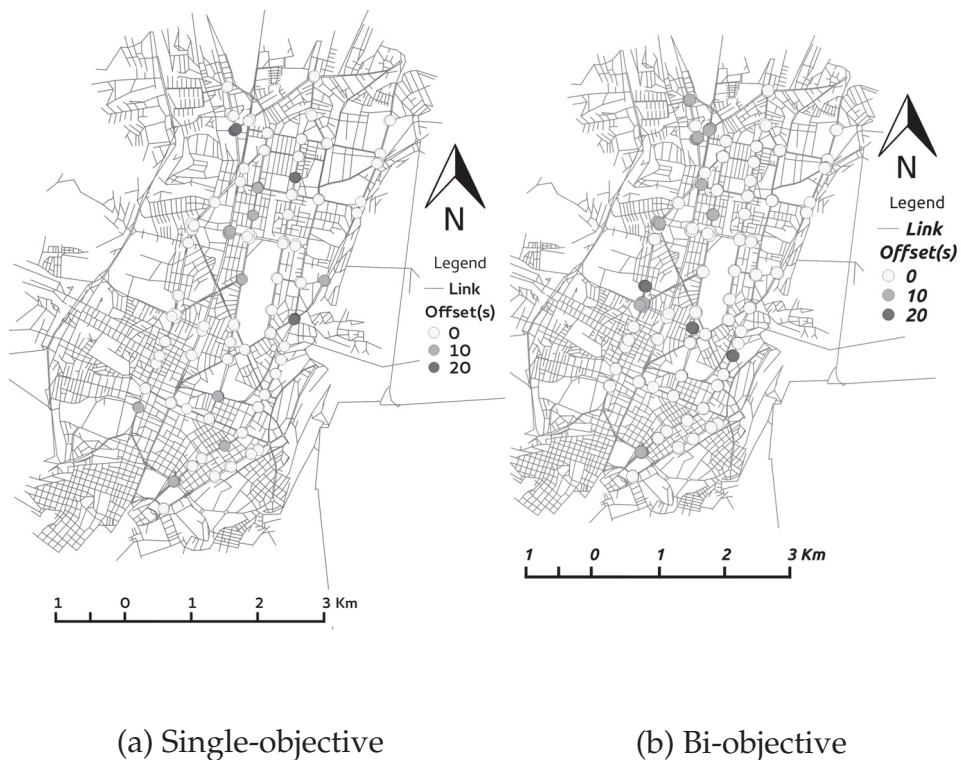 N
Legend
Link
Offset(s)
0
10
20
1 0 1 2 3 Km
N
Legend
Link
Offset(s)
0
10
20
1 0 1 2 3 Km
(a) Single-objective
(b) Bi-objective